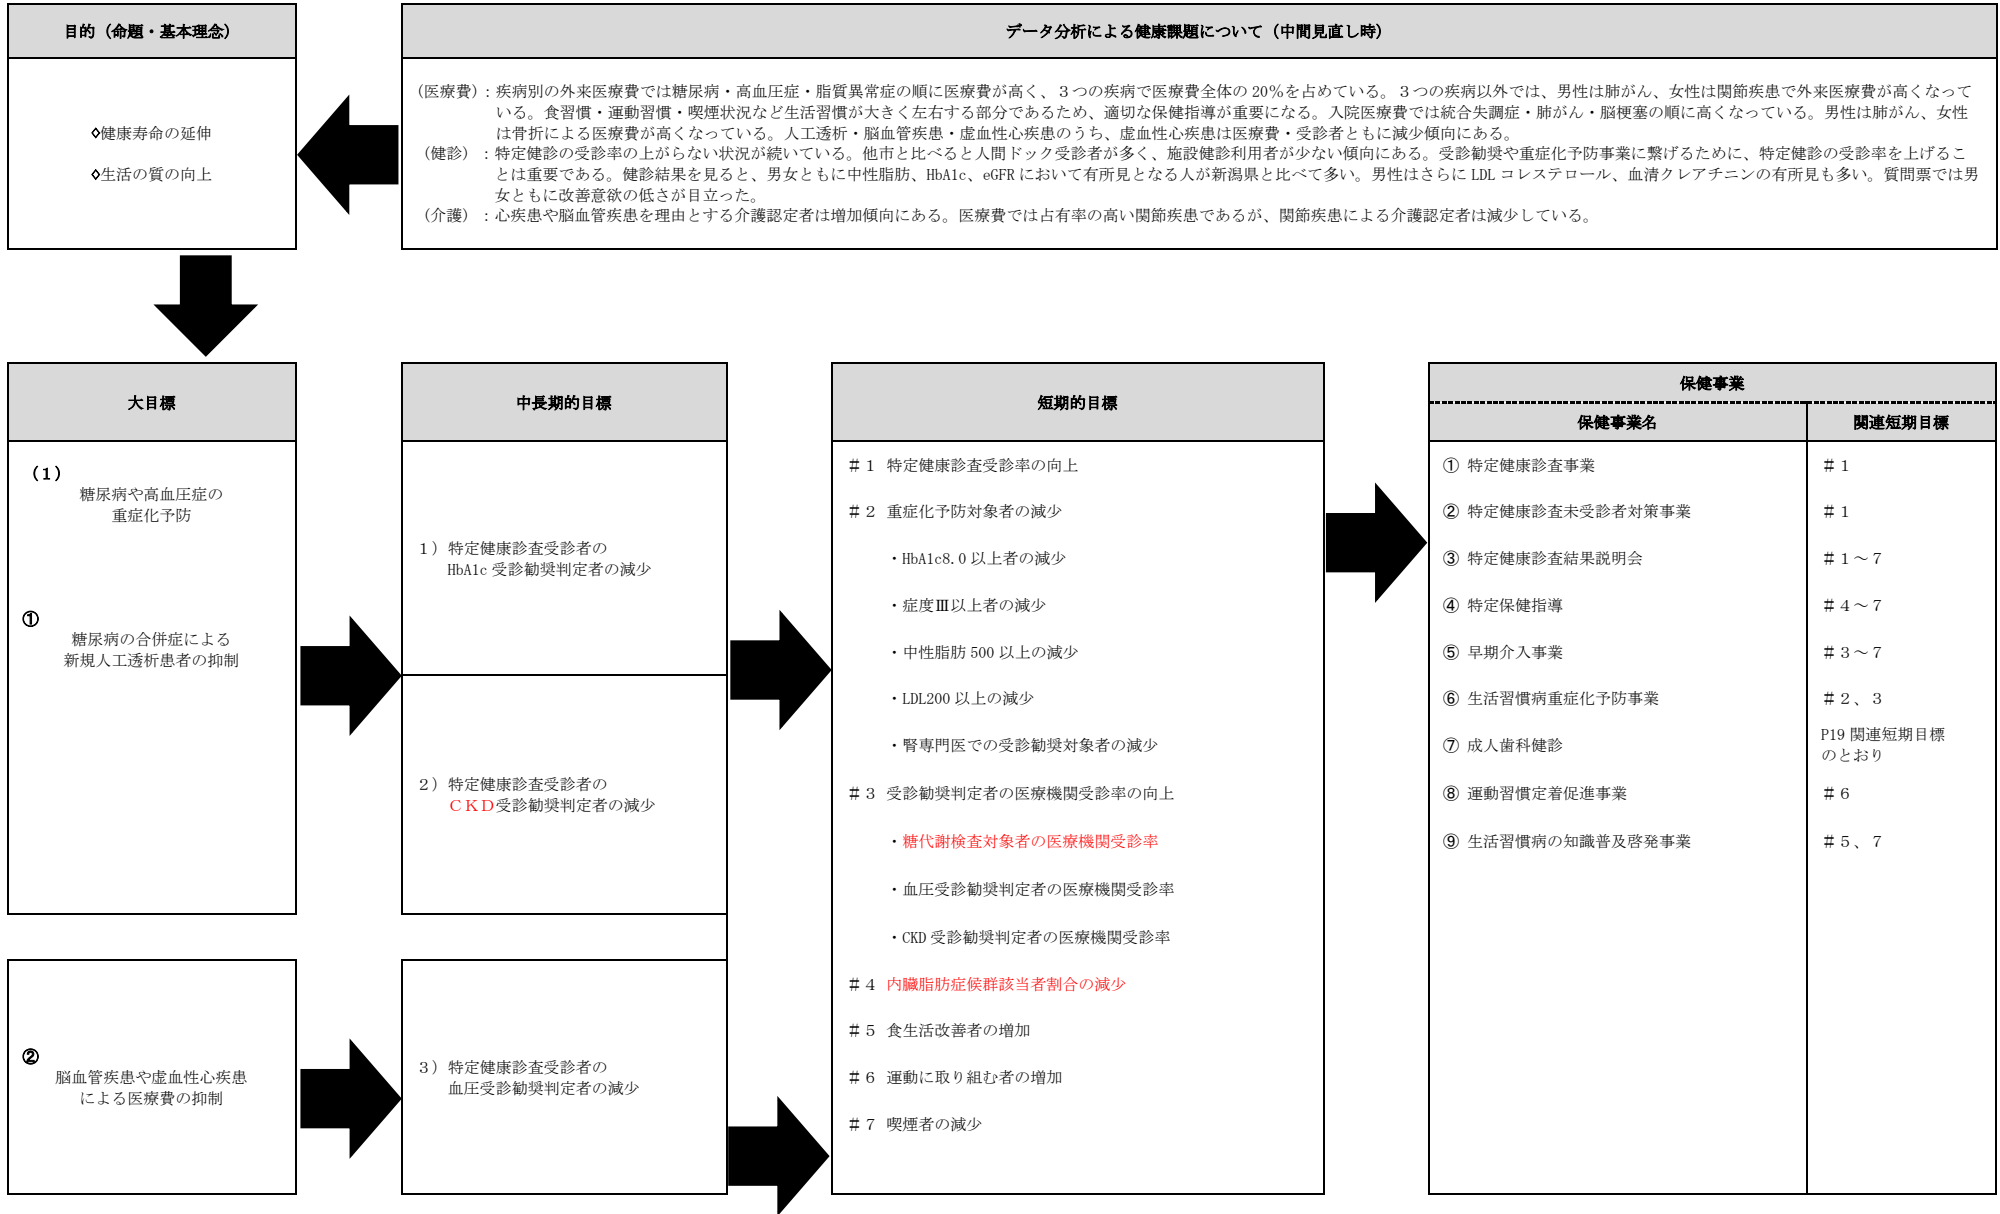 目的（命題・基本理念）
◊健康寿命の延伸
◊生活の質の向上
データ分析による健康課題について（中間見直し時）
（医療費）：疾病別の外来医療費では糖尿病・高血圧症・脂質異常症の順に医療費が高く、３つの疾病で医療費全体の 20％を占めている。３つの疾病以外では、男性は肺がん、女性は関節疾患で外来医療費が高くなって
いる。食習慣・運動習慣・喫煙状況など生活習慣が大きく左右する部分であるため、適切な保健指導が重要になる。入院医療費では統合失調症・肺がん・脳梗塞の順に高くなっている。男性は肺がん、女性
は骨折による医療費が高くなっている。人工透析・脳血管疾患・虚血性心疾患のうち、虚血性心疾患は医療費・受診者ともに減少傾向にある。
（健診）：特定健診の受診率の上がらない状況が続いている。他市と比べると人間ドック受診者が多く、施設健診利用者が少ない傾向にある。受診勧奨や重症化予防事業に繋げるために、特定健診の受診率を上げるこ
とは重要である。健診結果を見ると、男女ともに中性脂肪、HbA1c、eGFR において有所見となる人が新潟県と比べて多い。男性はさらに LDL コレステロール、血清クレアチニンの有所見も多い。質問票では男
女ともに改善意欲の低さが目立った。
（介護）：心疾患や脳血管疾患を理由とする介護認定者は増加傾向にある。医療費では占有率の高い関節疾患であるが、関節疾患による介護認定者は減少している。
大目標
（１）
糖尿病や高血圧症の
重症化予防
①
糖尿病の合併症による
新規人工透析患者の抑制
②
脳血管疾患や虚血性心疾患
による医療費の抑制
中長期的目標
１）特定健康診査受診者の
HbA1c 受診勧奨判定者の減少
２）特定健康診査受診者の
ＣＫＤ受診勧奨判定者の減少
３）特定健康診査受診者の
血圧受診勧奨判定者の減少
短期的目標
＃１ 特定健康診査受診率の向上
＃２ 重症化予防対象者の減少
・HbA1c8.0 以上者の減少
・症度Ⅲ以上者の減少
・中性脂肪 500 以上の減少
・LDL200 以上の減少
・腎専門医での受診勧奨対象者の減少
＃３ 受診勧奨判定者の医療機関受診率の向上
・糖代謝検査対象者の医療機関受診率
・血圧受診勧奨判定者の医療機関受診率
・CKD 受診勧奨判定者の医療機関受診率
＃４ 内臓脂肪症候群該当者割合の減少
＃５ 食生活改善者の増加
＃６ 運動に取り組む者の増加
＃７ 喫煙者の減少
保健事業
保健事業名 関連短期目標
① 特定健康診査事業 ＃１
② 特定健康診査未受診者対策事業 ＃１
③ 特定健康診査結果説明会 ＃１～７
④ 特定保健指導 ＃４～７
⑤ 早期介入事業 ＃３～７
⑥ 生活習慣病重症化予防事業 ＃２、３
⑦ 成人歯科健診 P19 関連短期目標
のとおり
⑧ 運動習慣定着促進事業 ＃６
⑨ 生活習慣病の知識普及啓発事業 ＃５、７